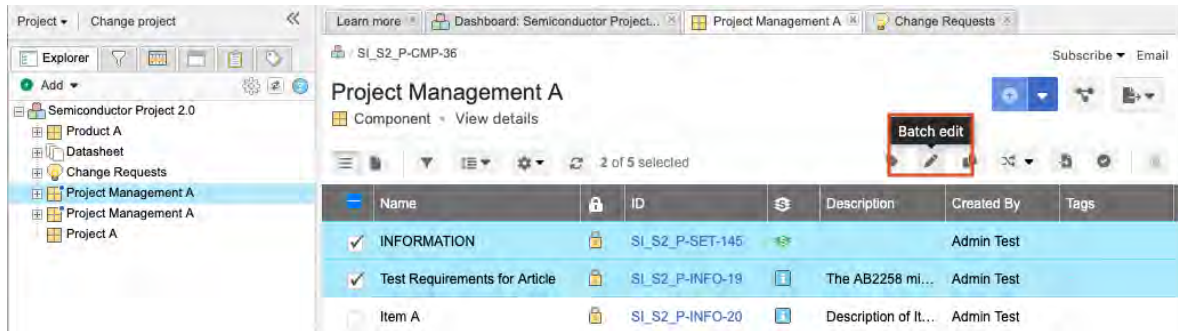 Project Change project
Learn more Dashboard: Semiconductor Project... Project Management A Change Requests
Explorer
SI_S2_P-CMP-36
Subscribe Email
Add
Project Management A
Semiconductor Project 2.0
Component • View details
Product A
Datasheet
Batch edit
Change Requests
2 of 5 selected
Project Management A
Project Management A
Project A
Name ID Description Created By Tags
INFORMATION SI_S2_P-SET-145 Admin Test
Test Requirements for Article SI_S2_P-INFO-19 The AB2258 mi... Admin Test
Item A SI_S2_P-INFO-20 Description of It... Admin Test